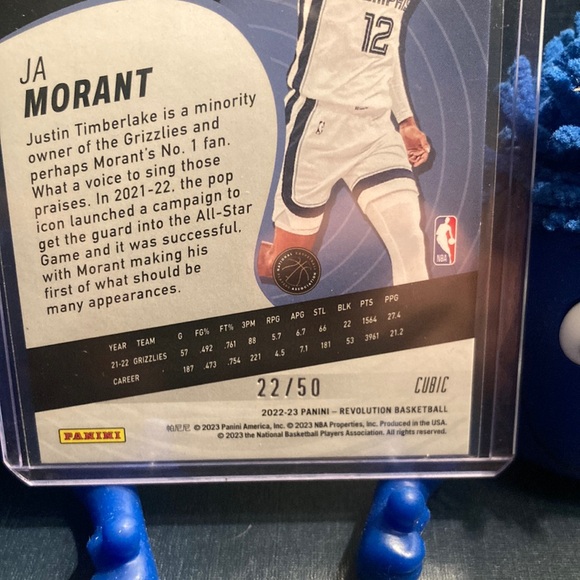 MEMPHIS
12
JA
MORANT
Justin Timberlake is a minority
owner of the Grizzlies and
perhaps Morant's No. 1 fan.
What a voice to sing those
praises. In 2021-22, the pop
icon launched a campaign to
get the guard into the All-Star
Game and it was successful,
with Morant making his
first of what should be
many appearances.
NBA
YEAR TEAM G FG% FT% 3PM RPG APG STL BLK PTS PPG
21-22 GRIZZLIES 57 .492 .761 88 5.7 6.7 66 22 1564 27.4
CAREER 187 .473 .754 221 4.5 7.1 181 53 3961 21.2
22/50
CUBIC
2022-23 PANINI – REVOLUTION BASKETBALL
PANINI
帕尼尼 © 2023 Panini America, Inc. © 2023 NBA Properties, Inc. Produced in the USA.
© 2023 the National Basketball Players Association. All rights reserved.